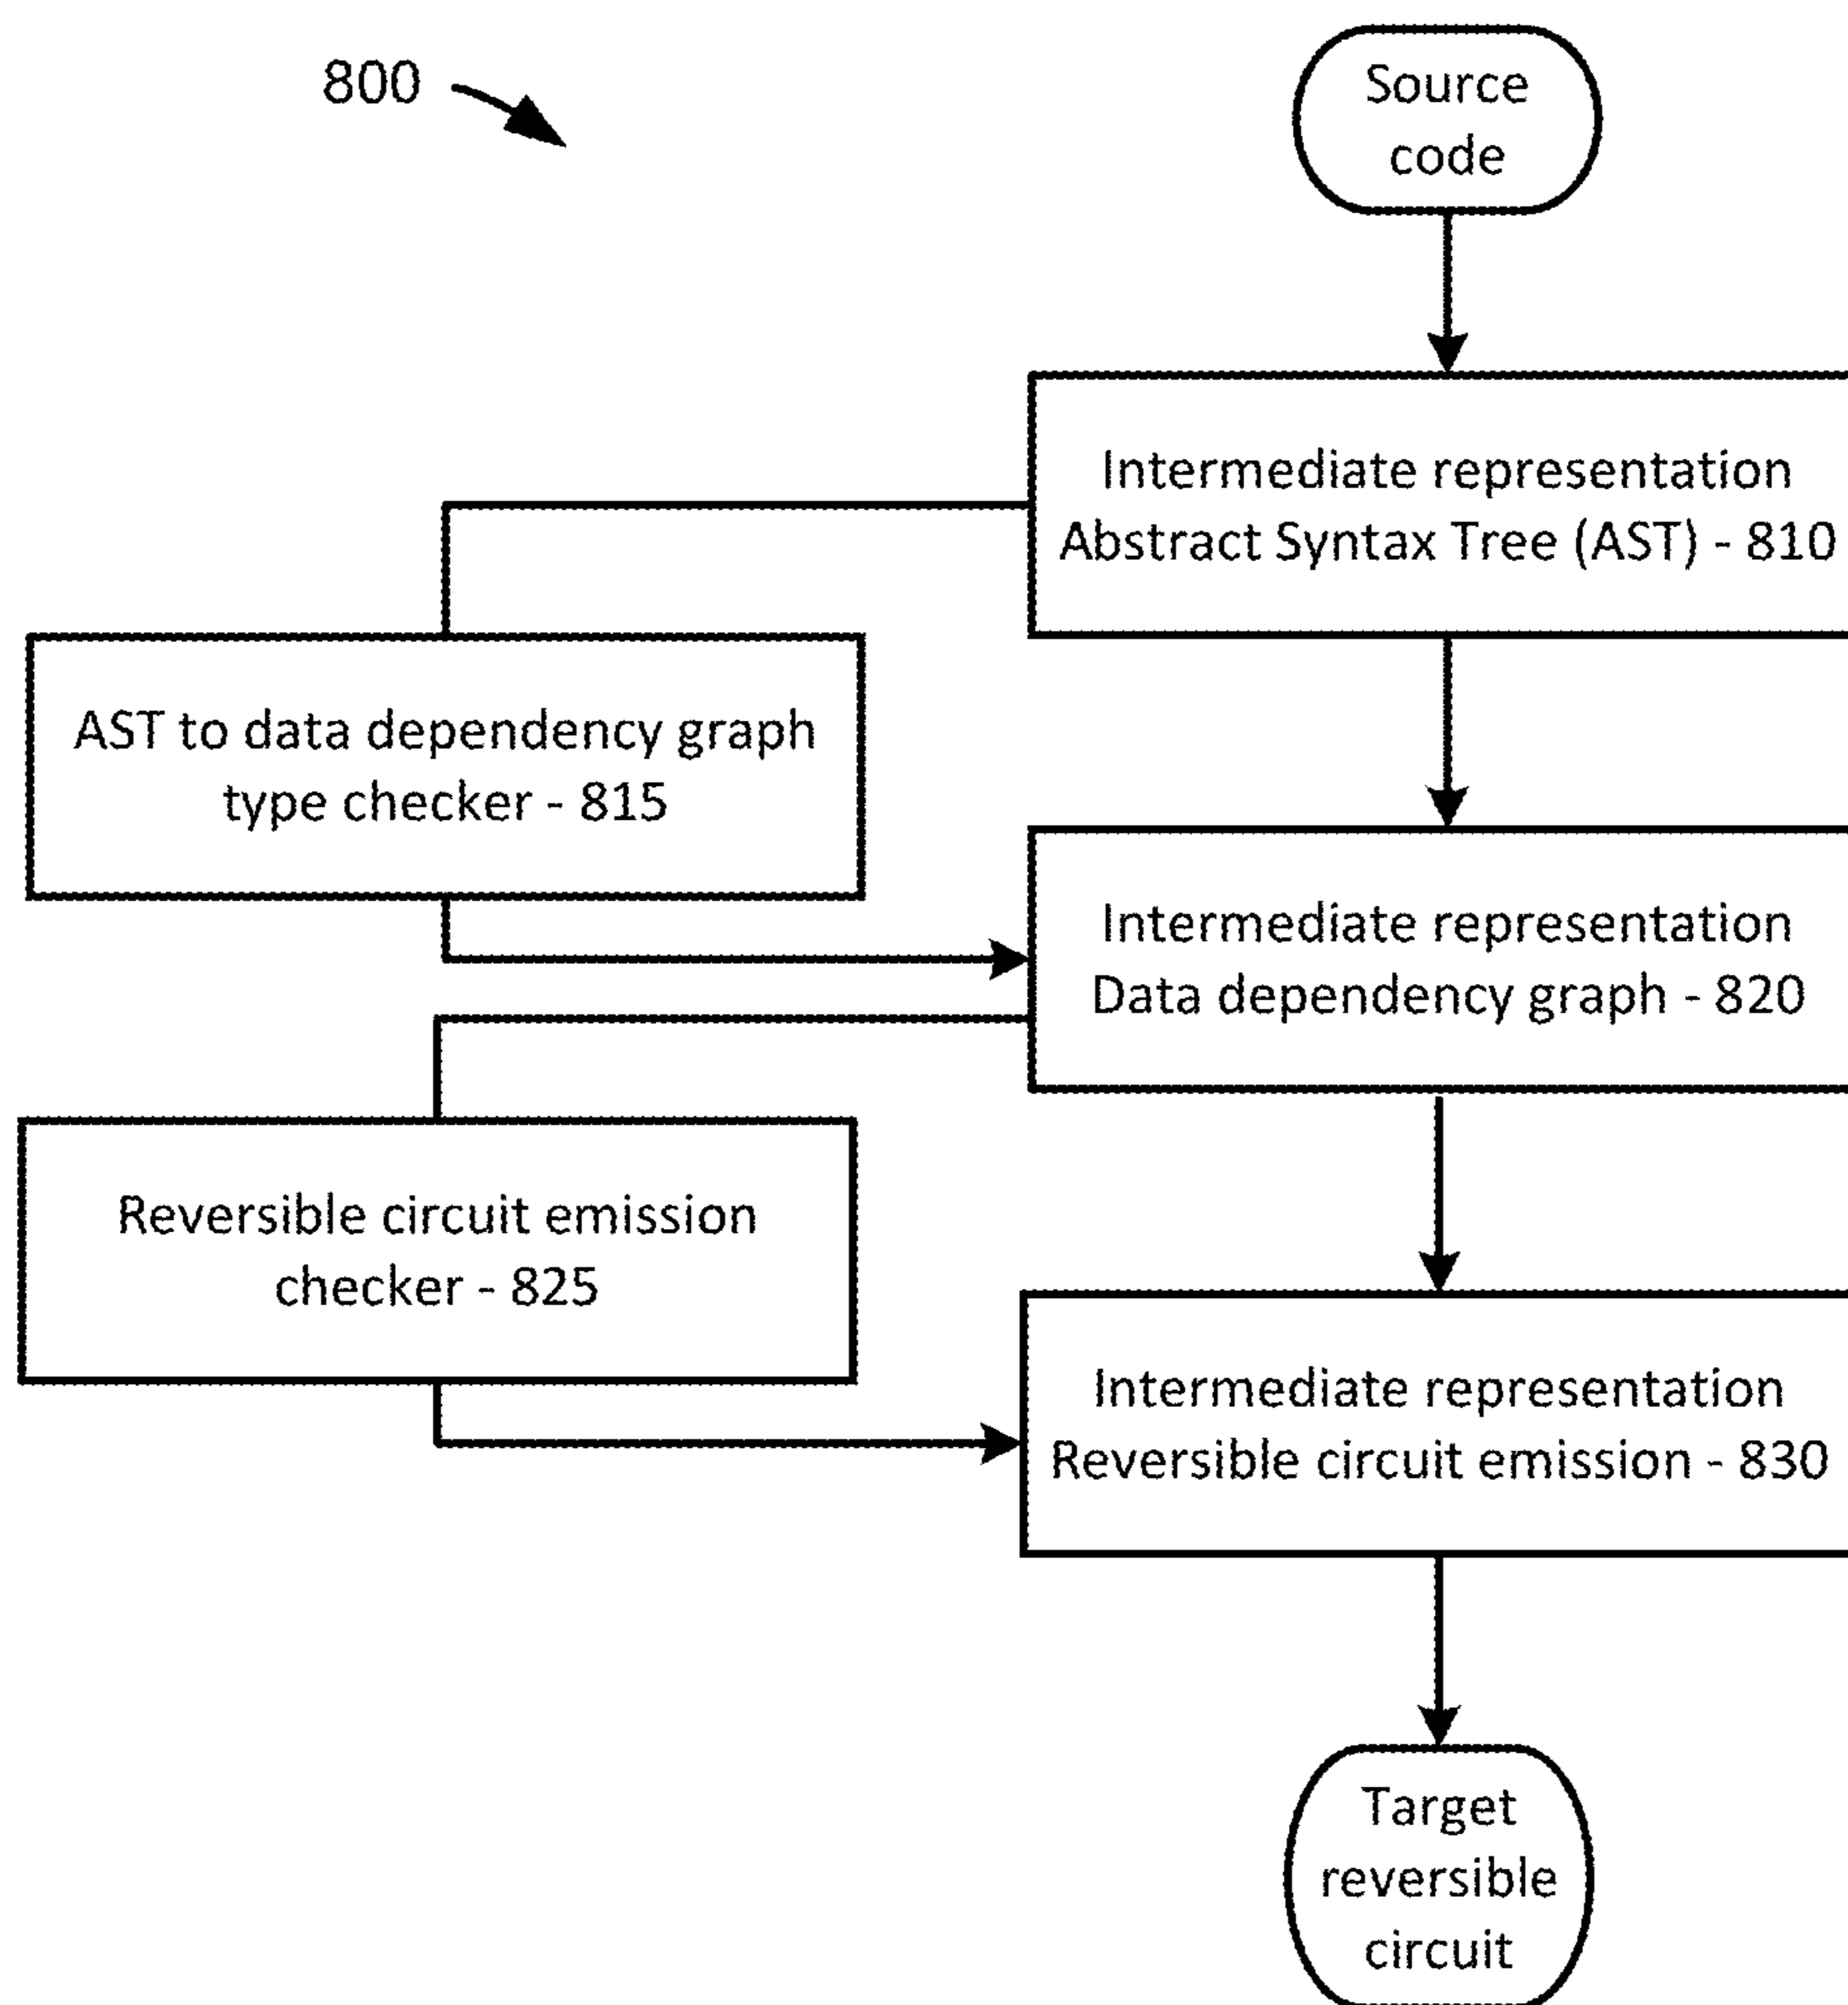 800
Source
code
Intermediate representation
Abstract Syntax Tree (AST) - 810
AST to data dependency graph
type checker - 815
Intermediate representation
Data dependency graph - 820
Reversible circuit emission
checker - 825
Intermediate representation
Reversible circuit emission - 830
Target
reversible
circuit